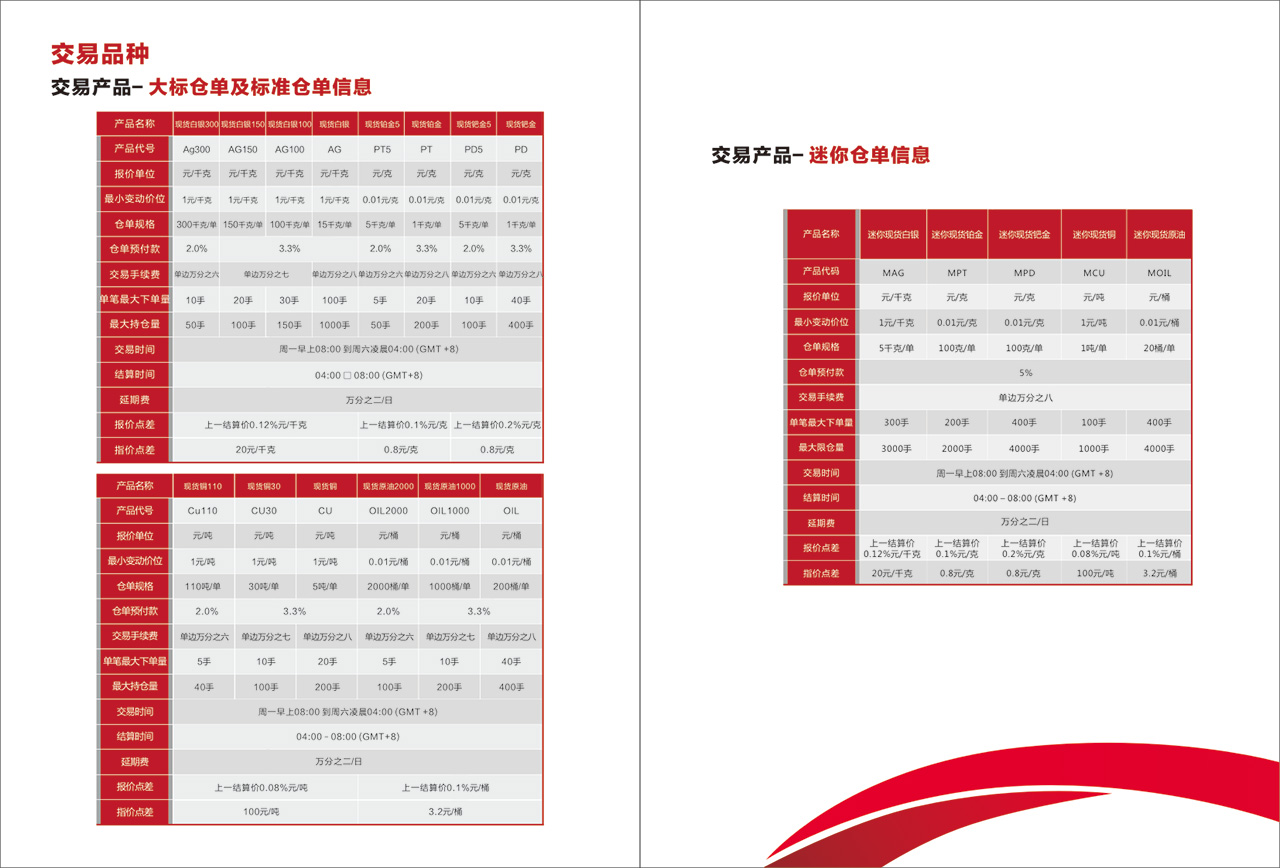 交易品种
交易产品– 大标仓单及标准仓单信息
产品名称 现货白银300 现货白银150 现货白银100 现货白银 现货铂金5 现货铂金 现货钯金5 现货钯金
产品代号 Ag300 AG150 AG100 AG PT5 PT PD5 PD
报价单位 元/千克 元/千克 元/千克 元/千克 元/克 元/克 元/克 元/克
最小变动价位 1元/千克 1元/千克 1元/千克 1元/千克 0.01元/克 0.01元/克 0.01元/克 0.01元/克
仓单规格 300千克/单 150千克/单 100千克/单 15千克/单 5千克/单 1千克/单 5千克/单 1千克/单
仓单预付款 2.0% 3.3% 2.0% 3.3% 2.0% 3.3%
交易手续费 单边万分之六 单边万分之七 单边万分之八 单边万分之六 单边万分之八 单边万分之六 单边万分之八
单笔最大下单量 10手 20手 30手 100手 5手 20手 10手 40手
最大持仓量 50手 100手 150手 1000手 50手 200手 100手 400手
交易时间 周一早上08:00 到周六凌晨04:00 (GMT +8)
结算时间 04:00 □ 08:00 (GMT+8)
延期费 万分之二/日
报价点差 上一结算价0.12%元/千克 上一结算价0.1%元/克 上一结算价0.2%元/克
指价点差 20元/千克 0.8元/克 0.8元/克
产品名称 现货铜110 现货铜30 现货铜 现货原油2000 现货原油1000 现货原油
产品代号 Cu110 CU30 CU OIL2000 OIL1000 OIL
报价单位 元/吨 元/吨 元/吨 元/桶 元/桶 元/桶
最小变动价位 1元/吨 1元/吨 1元/吨 0.01元/桶 0.01元/桶 0.01元/桶
仓单规格 110吨/单 30吨/单 5吨/单 2000桶/单 1000桶/单 200桶/单
仓单预付款 2.0% 3.3% 2.0% 3.3%
交易手续费 单边万分之六 单边万分之七 单边万分之八 单边万分之六 单边万分之七 单边万分之八
单笔最大下单量 5手 10手 20手 5手 10手 40手
最大持仓量 40手 100手 200手 100手 200手 400手
交易时间 周一早上08:00 到周六凌晨04:00 (GMT +8)
结算时间 04:00 - 08:00 (GMT+8)
延期费 万分之二/日
报价点差 上一结算价0.08%元/吨 上一结算价0.1%元/桶
指价点差 100元/吨 3.2元/桶
交易产品– 迷你仓单信息
产品名称 迷你现货白银 迷你现货铂金 迷你现货钯金 迷你现货铜 迷你现货原油
产品代码 MAG MPT MPD MCU MOIL
报价单位 元/千克 元/克 元/克 元/吨 元/桶
最小变动价位 1元/千克 0.01元/克 0.01元/克 1元/吨 0.01元/桶
仓单规格 5千克/单 100克/单 100克/单 1吨/单 20桶/单
仓单预付款 5%
交易手续费 单边万分之八
单笔最大下单量 300手 200手 400手 100手 400手
最大限仓量 3000手 2000手 4000手 1000手 4000手
交易时间 周一早上08:00 到周六凌晨04:00 (GMT +8)
结算时间 04:00 – 08:00 (GMT +8)
延期费 万分之二/日
报价点差 上一结算价 上一结算价 上一结算价 上一结算价 上一结算价
0.12%元/千克 0.1%元/克 0.2%元/克 0.08%元/吨 0.1%元/桶
指价点差 20元/千克 0.8元/克 0.8元/克 100元/吨 3.2元/桶